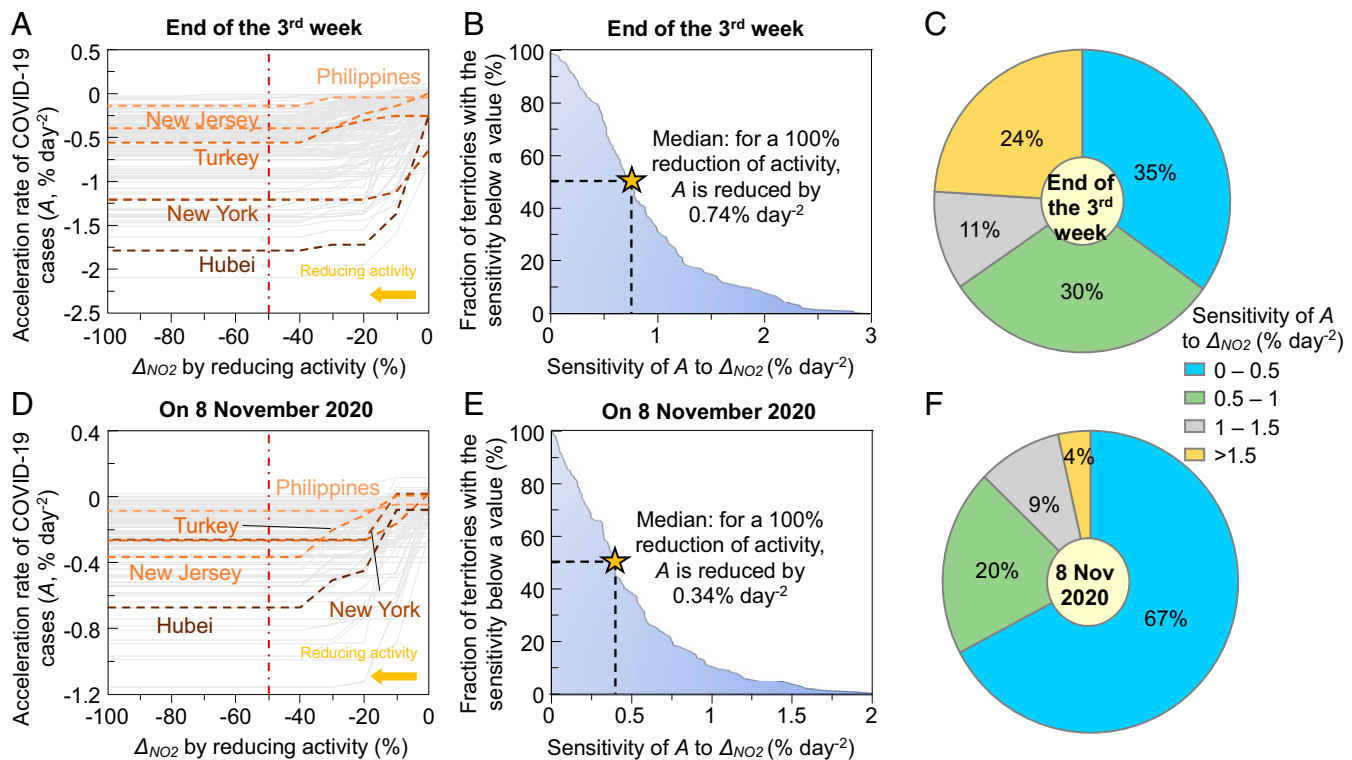 A
End of the 3rd week
Acceleration rate of COVID-19
cases (A, % day-2)
0.5
0
-0.5
-1
-1.5
-2
-2.5
Philippines
New Jersey
Turkey
New York
Hubei
Reducing activity
-100
-80
-60
-40
-20
0
ΔNO2 by reducing activity (%)
B
End of the 3rd week
Fraction of territories with the
sensitivity below a value (%)
100
80
60
40
20
0
Median: for a 100%
reduction of activity,
A is reduced by
0.74% day-2
0
1
2
3
Sensitivity of A to ΔNO2 (% day-2)
C
24%
35%
11%
30%
End of
the 3rd
week
Sensitivity of A
to ΔNO2 (% day-2)
0 – 0.5
0.5 – 1
1 – 1.5
>1.5
D
On 8 November 2020
Acceleration rate of COVID-19
cases (A, % day-2)
0.4
0
-0.4
-0.8
-1.2
Philippines
Turkey
New Jersey
New York
Hubei
Reducing activity
-100
-80
-60
-40
-20
0
ΔNO2 by reducing activity (%)
E
On 8 November 2020
Fraction of territories with the
sensitivity below a value (%)
100
80
60
40
20
0
Median: for a 100%
reduction of activity,
A is reduced by
0.34% day-2
0
0.5
1
1.5
2
Sensitivity of A to ΔNO2 (% day-2)
F
4%
9%
20%
67%
8 Nov
2020